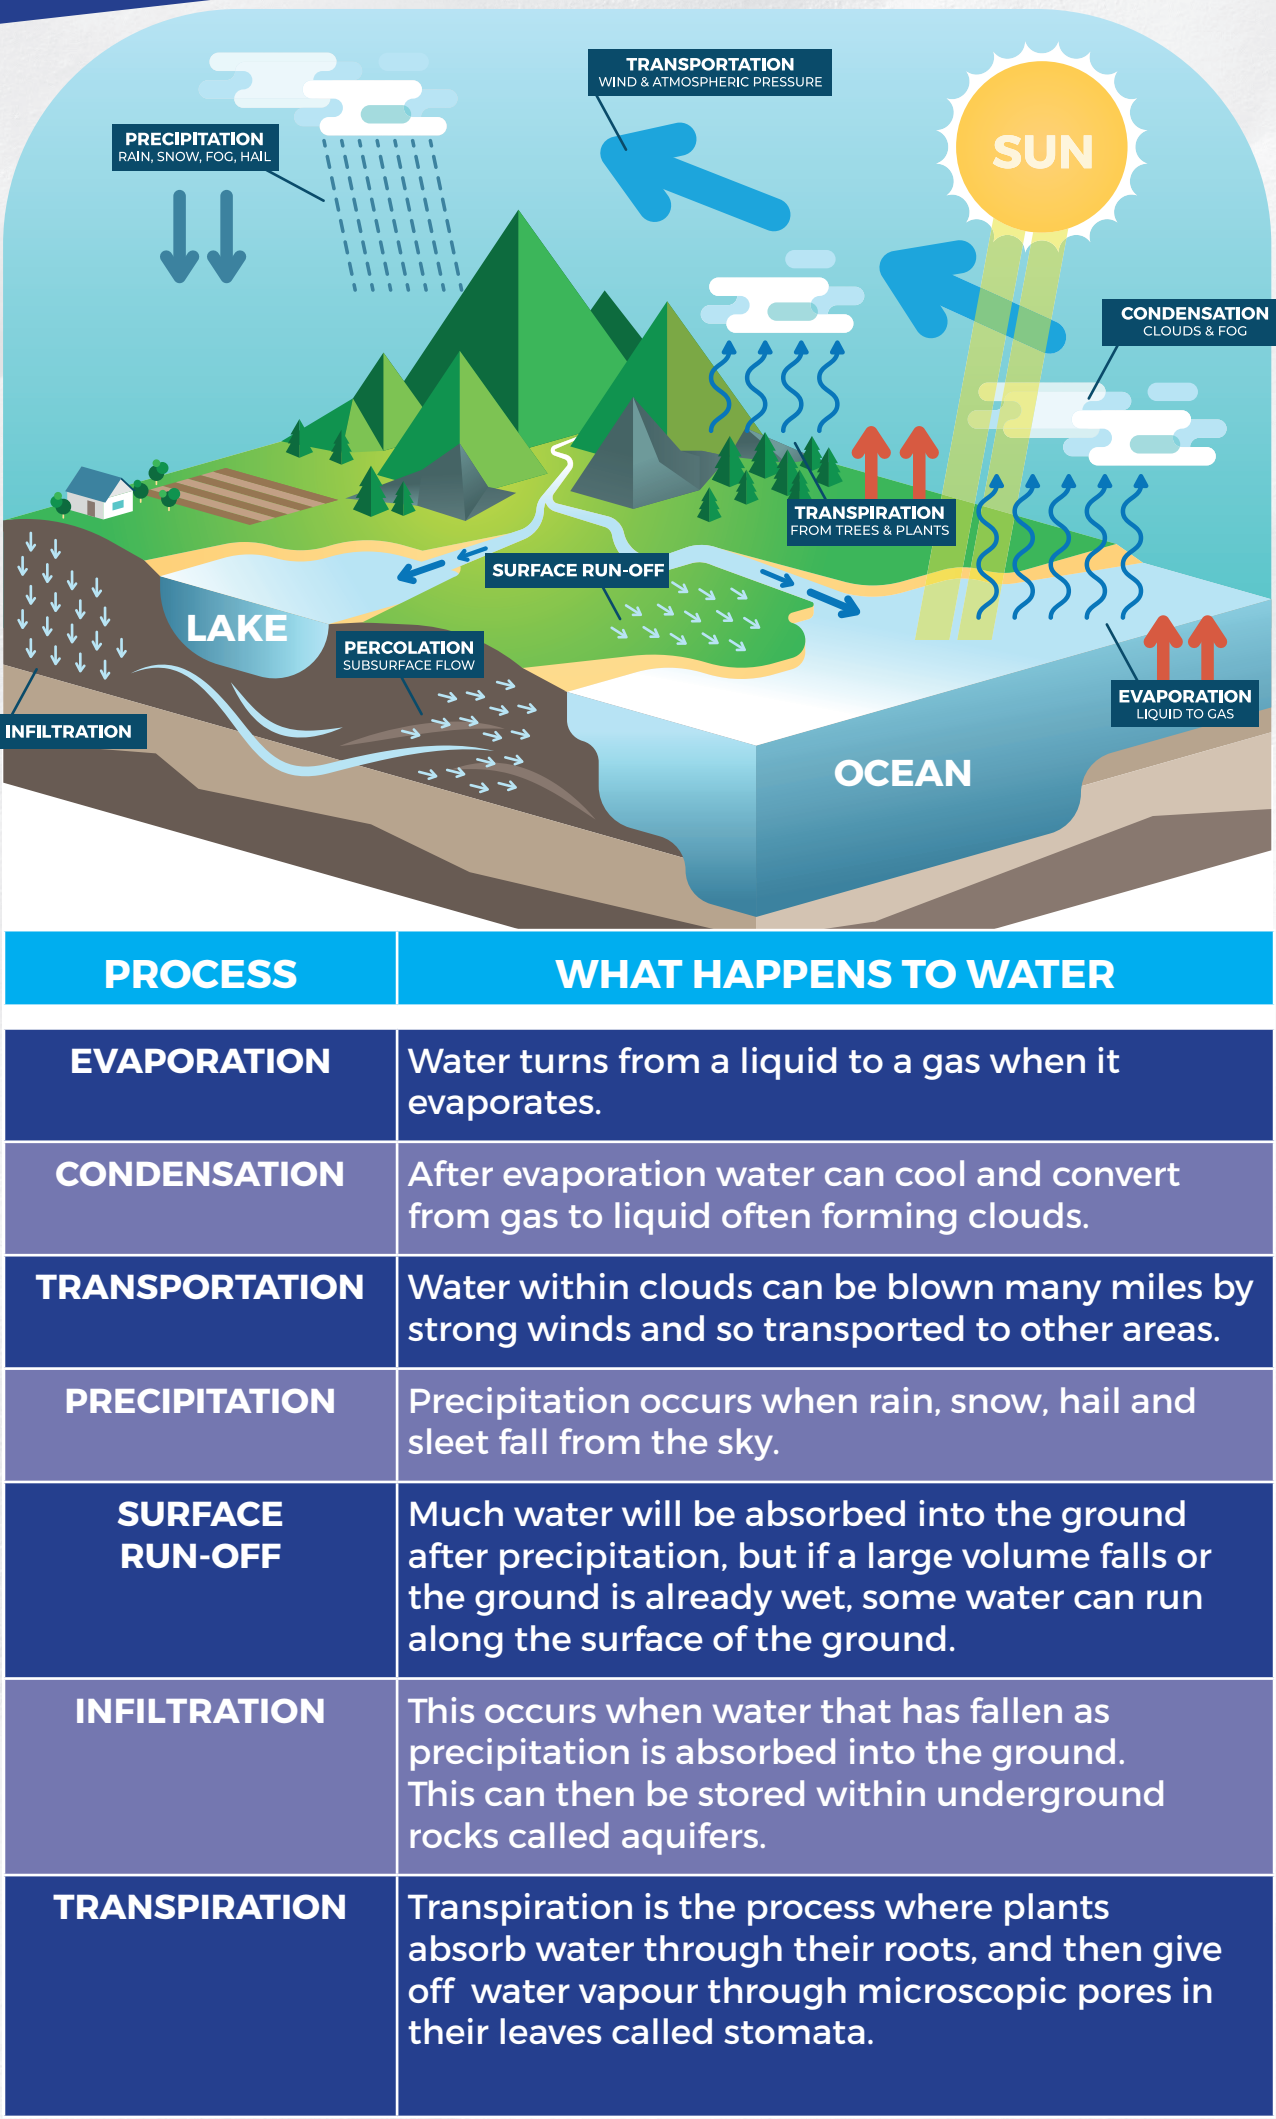 TRANSPORTATION
WIND & ATMOSPHERIC PRESSURE
PRECIPITATION
RAIN, SNOW, FOG, HAIL
SUN
CONDENSATION
CLOUDS & FOG
TRANSPIRATION
FROM TREES & PLANTS
SURFACE RUN-OFF
LAKE
PERCOLATION
SUBSURFACE FLOW
EVAPORATION
LIQUID TO GAS
INFILTRATION
OCEAN
PROCESS
WHAT HAPPENS TO WATER
EVAPORATION
Water turns from a liquid to a gas when it
evaporates.
CONDENSATION
After evaporation water can cool and convert
from gas to liquid often forming clouds.
TRANSPORTATION
Water within clouds can be blown many miles by
strong winds and so transported to other areas.
PRECIPITATION
Precipitation occurs when rain, snow, hail and
sleet fall from the sky.
SURFACE
RUN-OFF
Much water will be absorbed into the ground
after precipitation, but if a large volume falls or
the ground is already wet, some water can run
along the surface of the ground.
INFILTRATION
This occurs when water that has fallen as
precipitation is absorbed into the ground.
This can then be stored within underground
rocks called aquifers.
TRANSPIRATION
Transpiration is the process where plants
absorb water through their roots, and then give
off water vapour through microscopic pores in
their leaves called stomata.